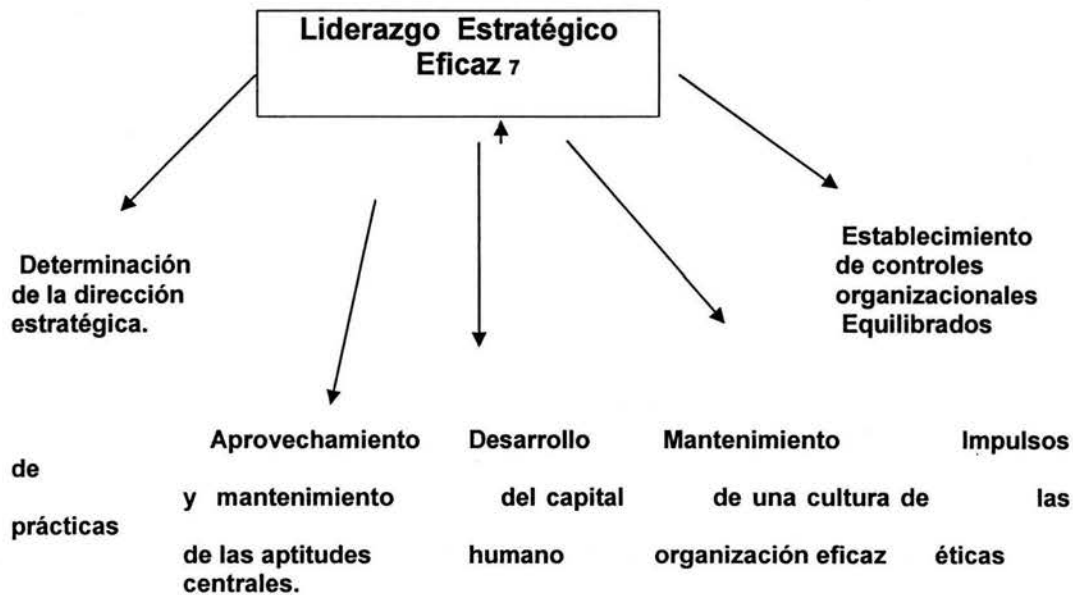 Liderazgo Estratégico
Eficaz 7
Determinación
de la dirección
estratégica.
Establecimiento
de controles
organizacionales
Equilibrados
Aprovechamiento Desarrollo Mantenimiento Impulsos
de
y mantenimiento del capital de una cultura de las
prácticas
de las aptitudes humano organización eficaz éticas
centrales.